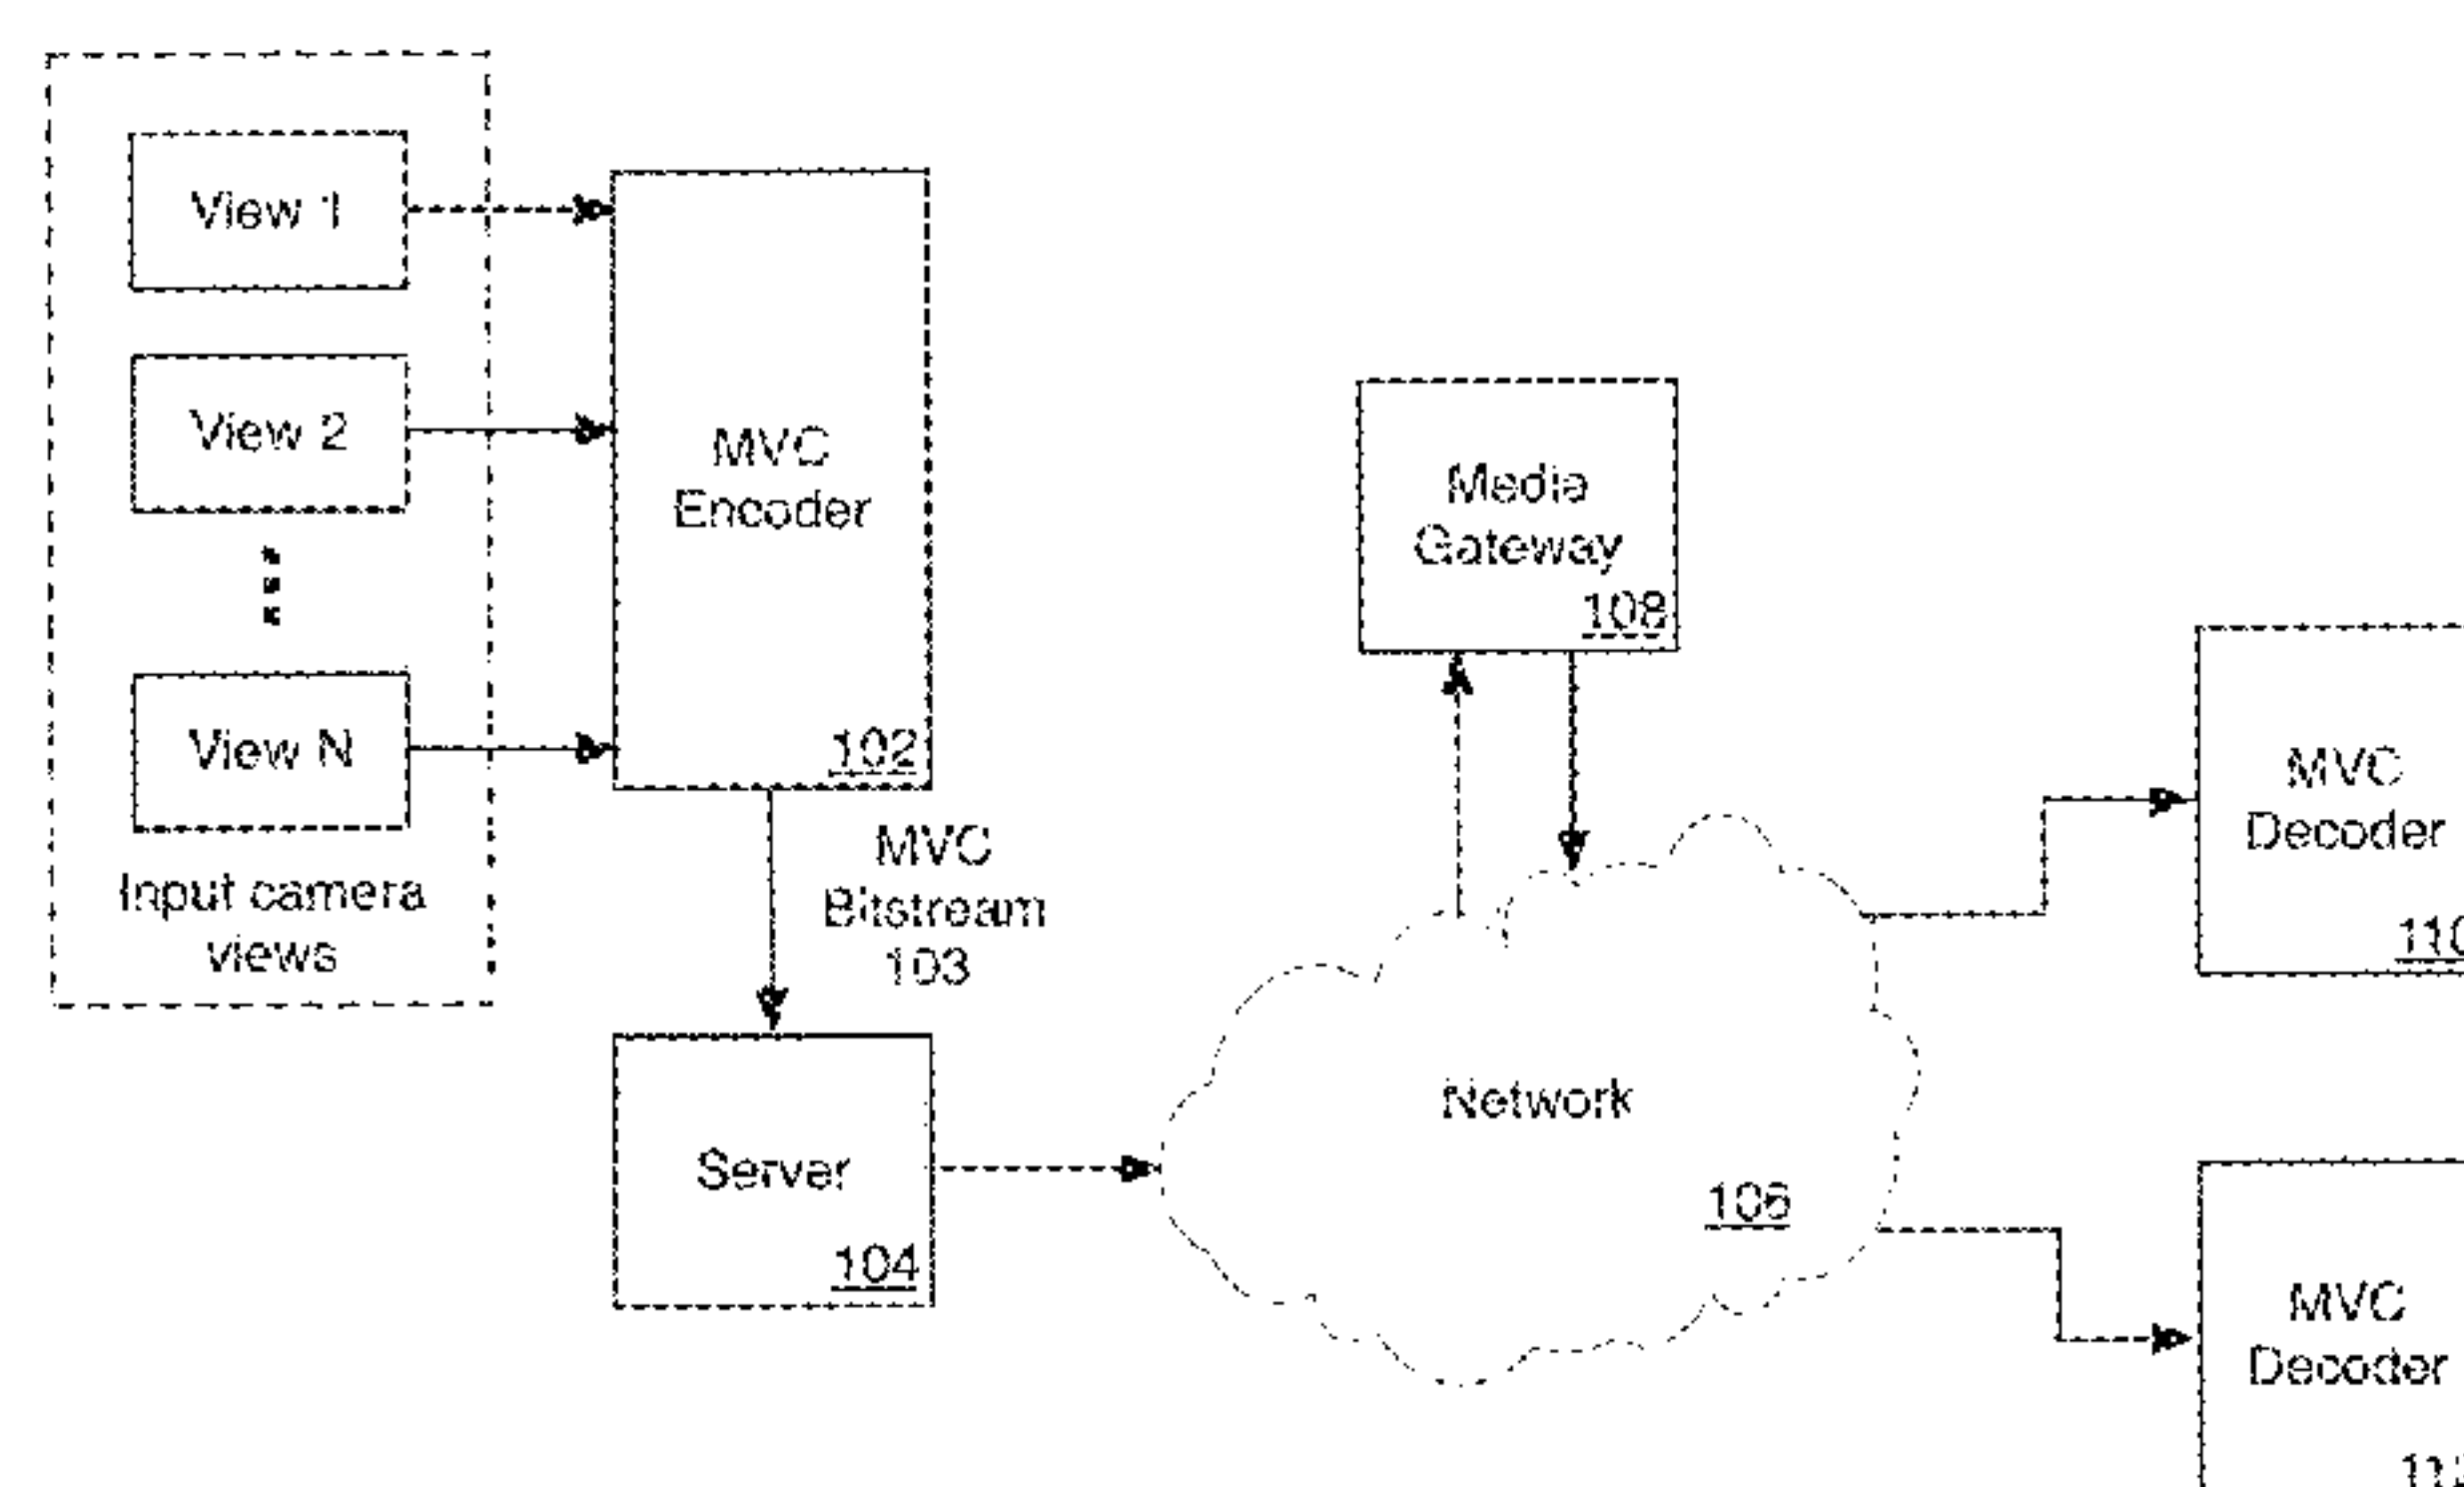 View 1
View 2
View N
Input camera
views
MVC
Encoder
102
MVC
Bitstream
103
Server
104
Media
Gateway
108
Network
106
MVC
Decoder
MVC
Decoder